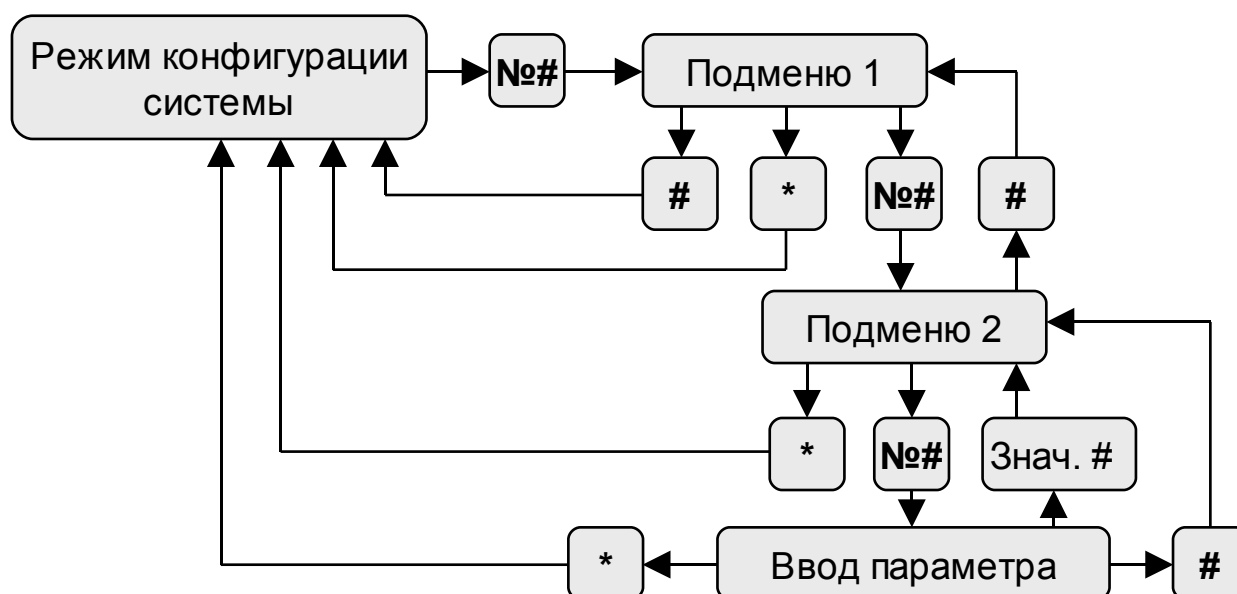 Режим конфигурации
системы
№#
Подменю 1
#
*
№#
#
Подменю 2
*
№#
Знач. #
*
Ввод параметра
#